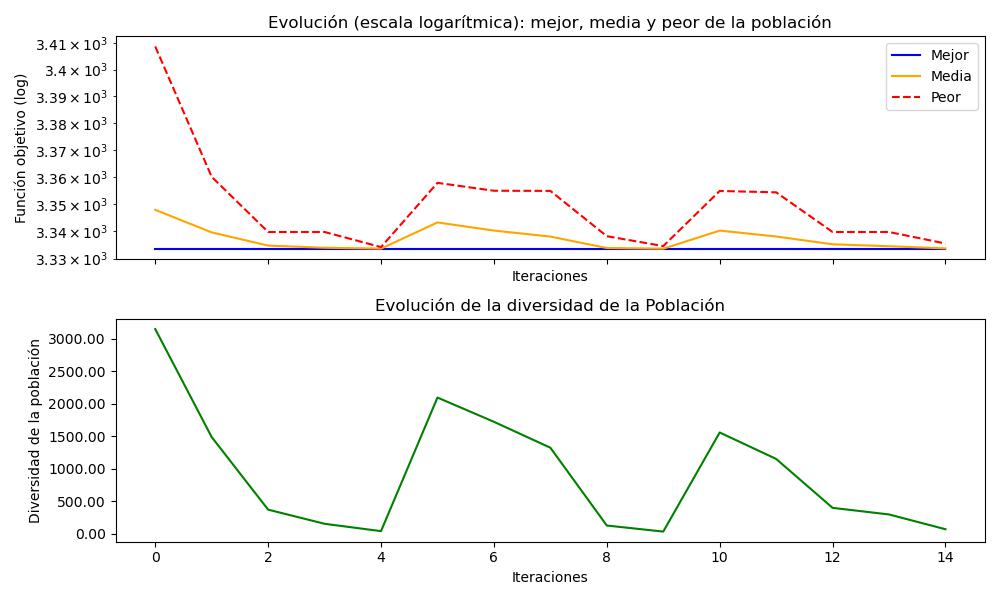 Evolución (escala logarítmica): mejor, media y peor de la población
Función objetivo (log)
3.41 × 10³
3.4 × 10³
3.39 × 10³
3.38 × 10³
3.37 × 10³
3.36 × 10³
3.35 × 10³
3.34 × 10³
3.33 × 10³
Mejor
Media
Peor
Iteraciones
Evolución de la diversidad de la Población
Diversidad de la población
3000.00
2500.00
2000.00
1500.00
1000.00
500.00
0.00
0 2 4 6 8 10 12 14
Iteraciones